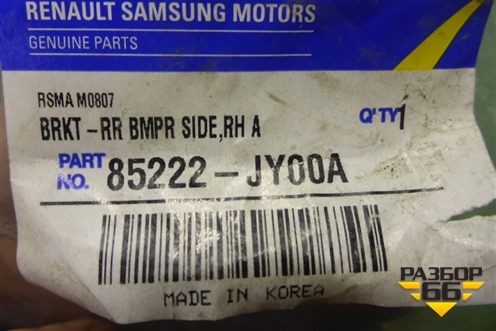 RENAULT SAMSUNG MOTORS
GENUINE PARTS
RSMA M0807
BRKT-RR BMPR SIDE,RH A
Q'TY 1
PART NO. 85222-JY00A
MADE IN KOREA
РАЗБОР
66